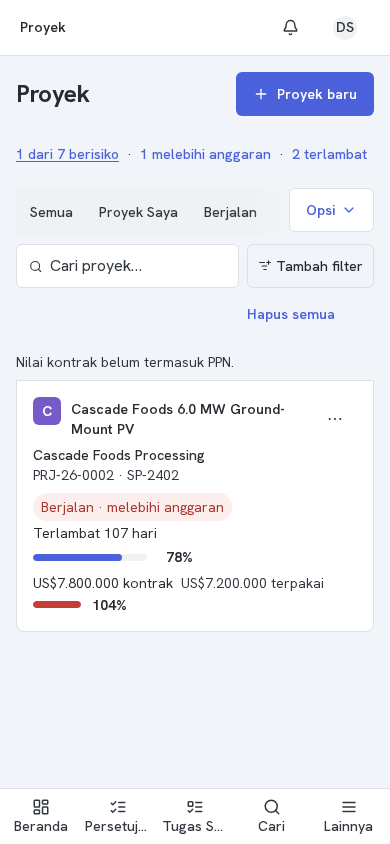 Proyek
DS
Proyek
Proyek baru
1 dari 7 berisiko · 1 melebihi anggaran · 2 terlambat
Semua Proyek Saya Berjalan
Opsi
Cari proyek...
Tambah filter
Hapus semua
Nilai kontrak belum termasuk PPN.
C
Cascade Foods 6.0 MW Ground-
Mount PV
...
Cascade Foods Processing
PRJ-26-0002 · SP-2402
Berjalan · melebihi anggaran
Terlambat 107 hari
78%
US$7.800.000 kontrak US$7.200.000 terpakai
104%
Beranda Persetuj... Tugas S... Cari Lainnya